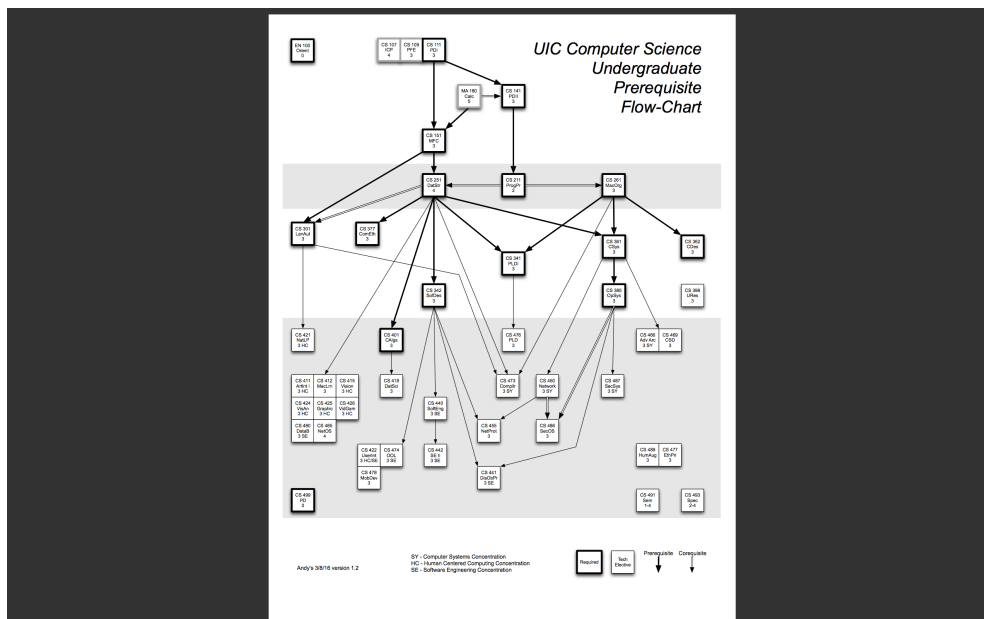 UIC Computer Science
Undergraduate
Prerequisite
Flow-Chart
EN 100
Orient
0
CS 107
ICP
4
CS 109
PFE
3
CS 111
PDI
3
MA 180
Calc
5
CS 141
PDII
3
CS 151
MFC
3
CS 251
DatStr
4
CS 211
ProgPr
2
CS 261
MacOrg
3
CS 301
LanAut
3
CS 377
ComEth
3
CS 341
PLDI
3
CS 361
CSys
3
CS 362
CDes
3
CS 342
SofDes
3
CS 385
OpSys
3
CS 398
URes
3
CS 421
NatLP
3 HC
CS 401
CAlgs
3
CS 476
PLD
3
CS 466
Adv Arc
3 SY
CS 469
CSD
3
CS 411
ArtInt I
3 HC
CS 412
MacLrn
3
CS 415
Vision
3 HC
CS 418
DatSci
3
CS 473
Complr
3 SY
CS 450
Network
3 SY
CS 487
SecSys
3 SY
CS 424
VisAn
3 HC
CS 425
Graphic
3 HC
CS 426
VidGam
3 HC
CS 440
SoftEng
3 SE
CS 480
DataB
3 SE
CS 485
NetOS
4
CS 455
NetProt
3
CS 486
SecOS
3
CS 422
UserInt
3 HC/SE
CS 474
OOL
3 SE
CS 442
SE II
3 SE
CS 489
HumAug
3
CS 477
EthPri
3
CS 478
MobDev
3
CS 441
DisObPr
3 SE
CS 499
PD
0
CS 491
Sem
1-4
CS 493
Spec
2-4
Andy's 3/8/16 version 1.2
SY - Computer Systems Concentration
HC - Human Centered Computing Concentration
SE - Software Engineering Concentration
Required
Tech
Elective
Prerequisite
Corequisite